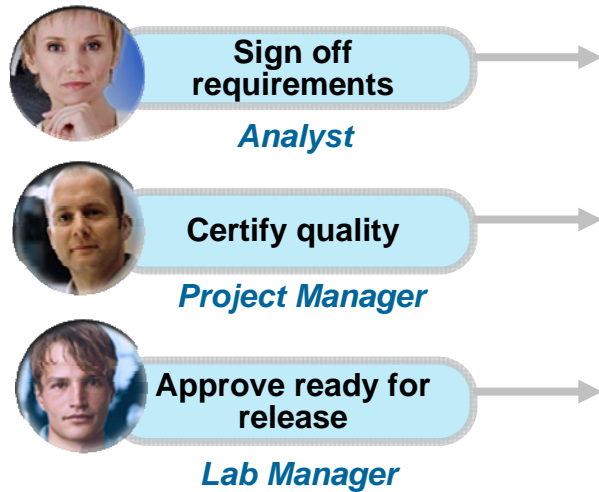 Sign off
requirements
Analyst
Certify quality
Project Manager
Approve ready for
release
Lab Manager